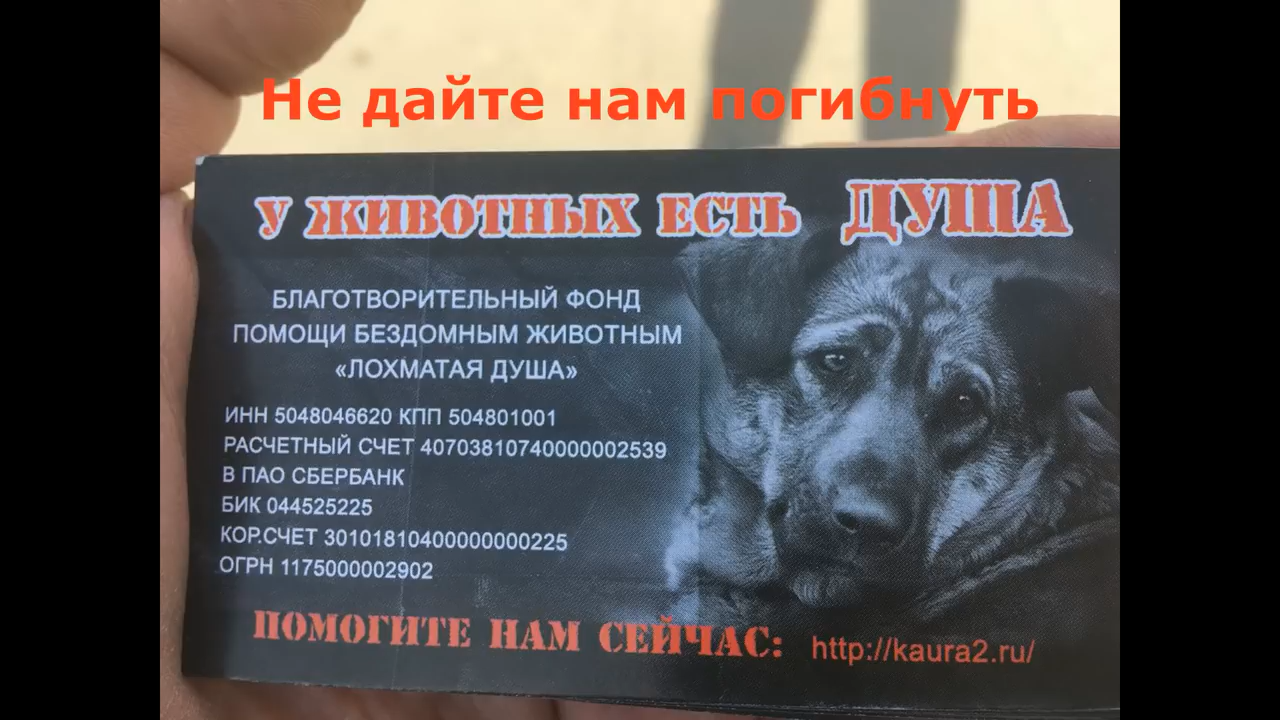 Не дайте нам погибнуть
У ЖИВОТНЫХ ЕСТЬ ДУША
БЛАГОТВОРИТЕЛЬНЫЙ ФОНД
ПОМОЩИ БЕЗДОМНЫМ ЖИВОТНЫМ
«ЛОХМАТАЯ ДУША»
ИНН 5048046620 КПП 504801001
РАСЧЕТНЫЙ СЧЕТ 40703810740000002539
В ПАО СБЕРБАНК
БИК 044525225
КОР.СЧЕТ 30101810400000000225
ОГРН 1175000002902
ПОМОГИТЕ НАМ СЕЙЧАС: http://kaura2.ru/